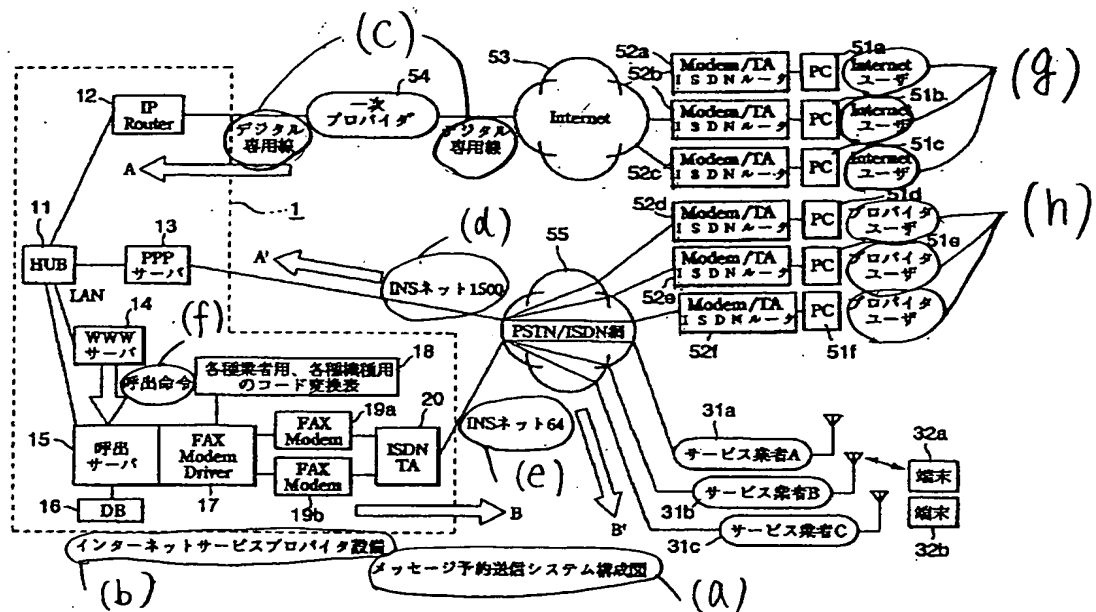 (c)
(g)
(h)
(d)
(f)
(e)
(b)
(a)
12
IP
Router
デジタル
専用線
54
一次
プロバイダ
デジタル
専用線
53
Internet
52a
Modem/TA
ISDNルータ
PC
51a
Internet
ユーザ
52b
Modem/TA
ISDNルータ
PC
51b
Internet
ユーザ
52c
Modem/TA
ISDNルータ
PC
51c
Internet
ユーザ
A
1
11
HUB
LAN
13
PPP
サーバ
A'
INSネット1500
55
PSTN/ISDN網
52d
Modem/TA
ISDNルータ
PC
51d
プロバイダ
ユーザ
52e
Modem/TA
ISDNルータ
PC
51e
プロバイダ
ユーザ
52f
Modem/TA
ISDNルータ
PC
51f
プロバイダ
ユーザ
14
WWW
サーバ
呼出命令
18
各種業者用、各種機種用
のコード変換表
15
呼出
サーバ
16
DB
FAX
Modem
Driver
17
19a
FAX
Modem
FAX
Modem
19b
20
ISDN
TA
INSネット64
B
B'
31a
サービス業者A
31b
サービス業者B
31c
サービス業者C
32a
端末
端末
32b
インターネットサービスプロバイダ設備
メッセージ予約送信システム構成図